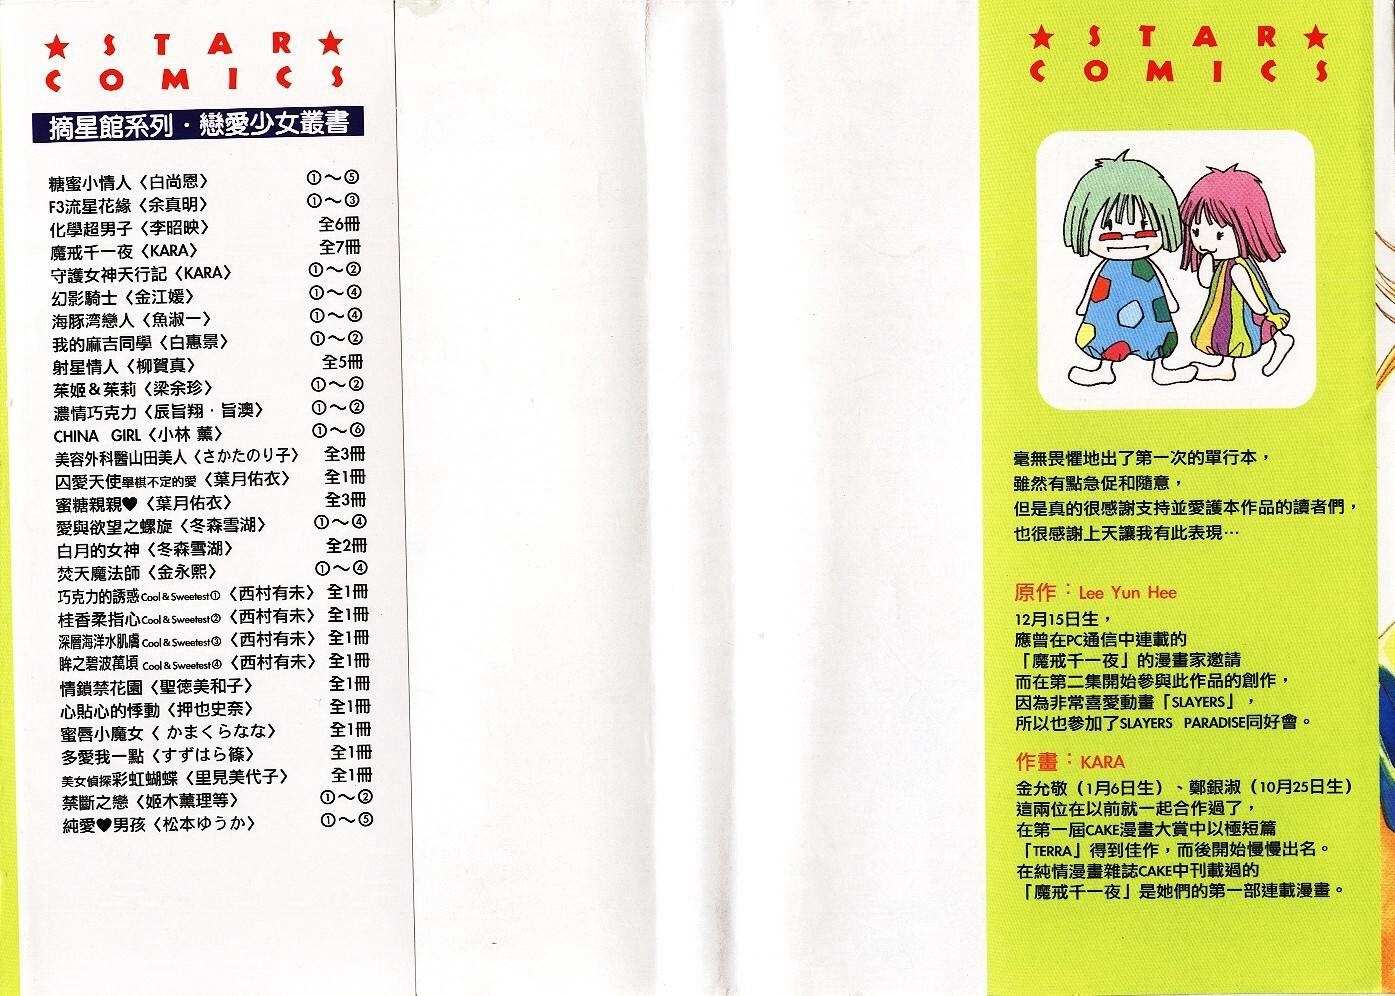 ★STAR★
COMICS
摘星館系列・戀愛少女叢書
糖蜜小情人〈白尚恩〉 ①～⑤
F3流星花緣〈余真明〉 ①～③
化學超男子〈李昭映〉 全6冊
魔戒千一夜〈KARA〉 全7冊
守護女神天行記〈KARA〉 ①～②
幻影騎士〈金江媛〉 ①～④
海豚湾戀人〈魚淑一〉 ①～④
我的麻吉同學〈白惠景〉 ①～②
射星情人〈柳賀真〉 全5冊
茱姬＆茱莉〈梁余珍〉 ①～②
濃情巧克力〈辰旨翔・旨澳〉 ①～②
CHINA GIRL〈小林 薰〉 ①～⑥
美容外科醫山田美人〈さかたのり子〉 全3冊
囚愛天使舉棋不定的愛〈葉月佑衣〉 全1冊
蜜糖親親♥〈葉月佑衣〉 全3冊
愛與欲望之螺旋〈冬森雪湖〉 ①～④
白月的女神〈冬森雪湖〉 全2冊
焚天魔法師〈金永熙〉 ①～④
巧克力的誘惑Cool＆Sweetest①〈西村有未〉 全1冊
桂香柔指心Cool＆Sweetest②〈西村有未〉 全1冊
深層海洋水肌膚Cool＆Sweetest③〈西村有未〉 全1冊
眸之碧波萬頃Cool＆Sweetest④〈西村有未〉 全1冊
情鎖禁花園〈聖徳美和子〉 全1冊
心貼心的悸動〈押也史奈〉 全1冊
蜜唇小魔女〈かまくらなな〉 全1冊
多愛我一點〈すずはら篠〉 全1冊
美女偵探彩虹蝴蝶〈里見美代子〉 全1冊
禁斷之戀〈姬木薰理等〉 ①～②
純愛♥男孩〈松本ゆうか〉 ①～⑤
★STAR★
COMICS
毫無畏懼地出了第一次的單行本，
雖然有點急促和隨意，
但是真的很感謝支持並愛護本作品的讀者們，
也很感謝上天讓我有此表現…
原作：Lee Yun Hee
12月15日生，
應曾在PC通信中連載的
「魔戒千一夜」的漫畫家邀請
而在第二集開始參與此作品的創作，
因為非常喜愛動畫「SLAYERS」，
所以也參加了SLAYERS PARADISE同好會。
作畫：KARA
金允敬（1月6日生）、鄭銀淑（10月25日生）
這兩位在以前就一起合作過了，
在第一屆CAKE漫畫大賞中以極短篇
「TERRA」得到佳作，而後開始慢慢出名。
在純情漫畫雜誌CAKE中刊載過的
「魔戒千一夜」是她們的第一部連載漫畫。